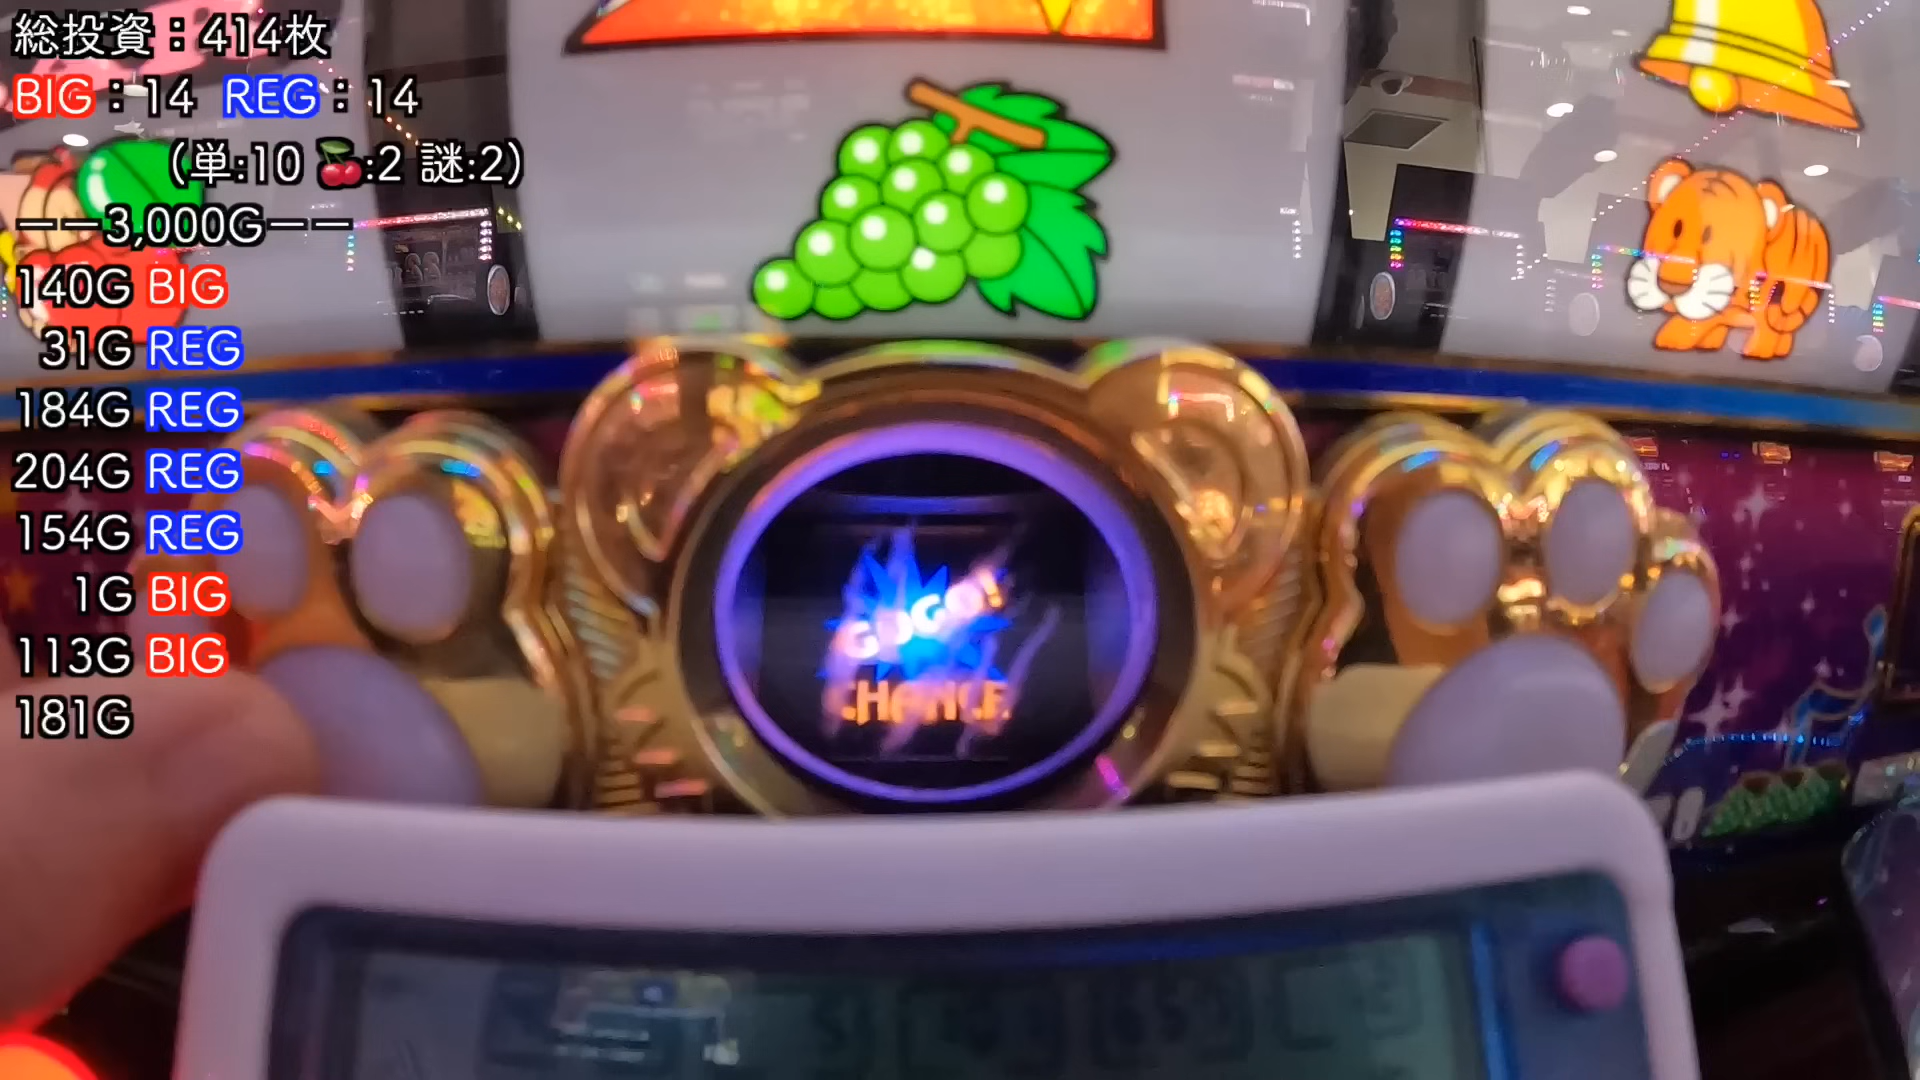 総投資：414枚
BIG：14 REG：14
(単:10 🍒:2 謎:2)
－－3,000G－－
140G BIG
31G REG
184G REG
204G REG
154G REG
1G BIG
113G BIG
181G
GOGO!
CHANCE